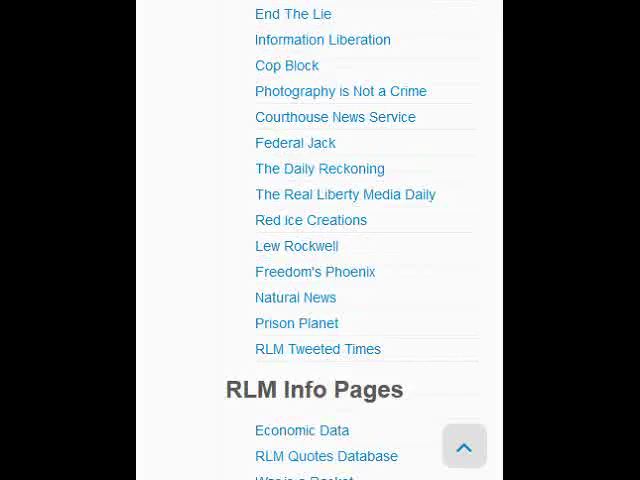 End The Lie
Information Liberation
Cop Block
Photography is Not a Crime
Courthouse News Service
Federal Jack
The Daily Reckoning
The Real Liberty Media Daily
Red Ice Creations
Lew Rockwell
Freedom's Phoenix
Natural News
Prison Planet
RLM Tweeted Times
RLM Info Pages
Economic Data
RLM Quotes Database
War is a Racket